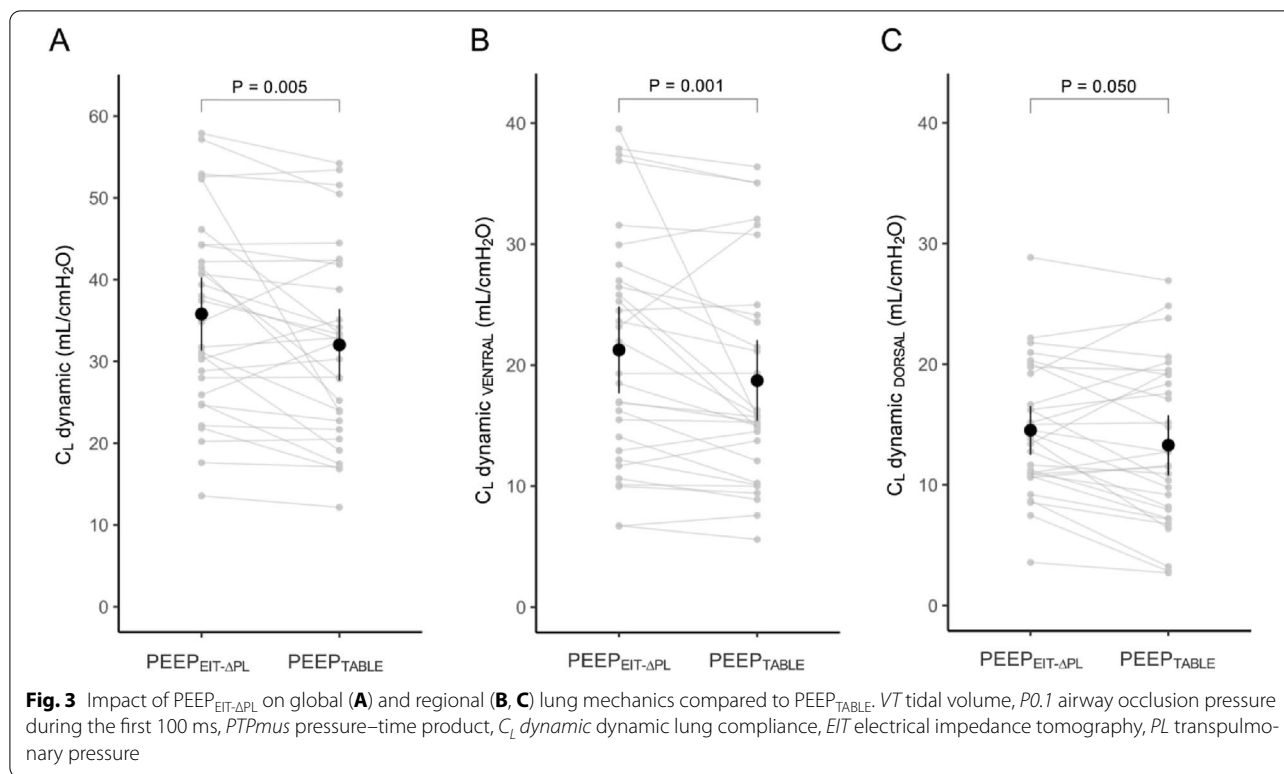 A
B
C
P = 0.005
P = 0.001
P = 0.050
C_L dynamic (mL/cmH₂O)
60
50
40
30
20
10
0
PEEP_EIT-ΔPL PEEP_TABLE
C_L dynamic VENTRAL (mL/cmH₂O)
40
30
20
10
0
PEEP_EIT-ΔPL PEEP_TABLE
C_L dynamic DORSAL (mL/cmH₂O)
40
30
20
10
0
PEEP_EIT-ΔPL PEEP_TABLE
Fig. 3 Impact of PEEP_EIT-ΔPL on global (A) and regional (B, C) lung mechanics compared to PEEP_TABLE. VT tidal volume, P0.1 airway occlusion pressure
during the first 100 ms, PTPmus pressure–time product, C_L dynamic dynamic lung compliance, EIT electrical impedance tomography, PL transpulmo-
nary pressure